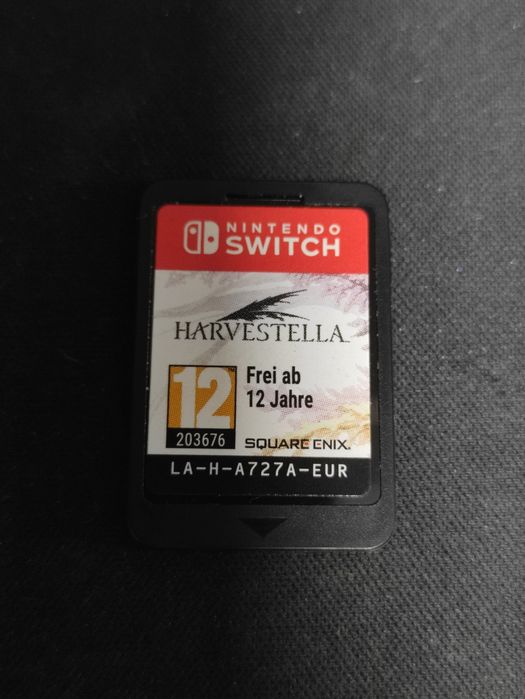 NINTENDO
SWITCH
HARVESTELLA
12
203676
Frei ab
12 Jahre
SQUARE ENIX.
LA-H-A727A-EUR